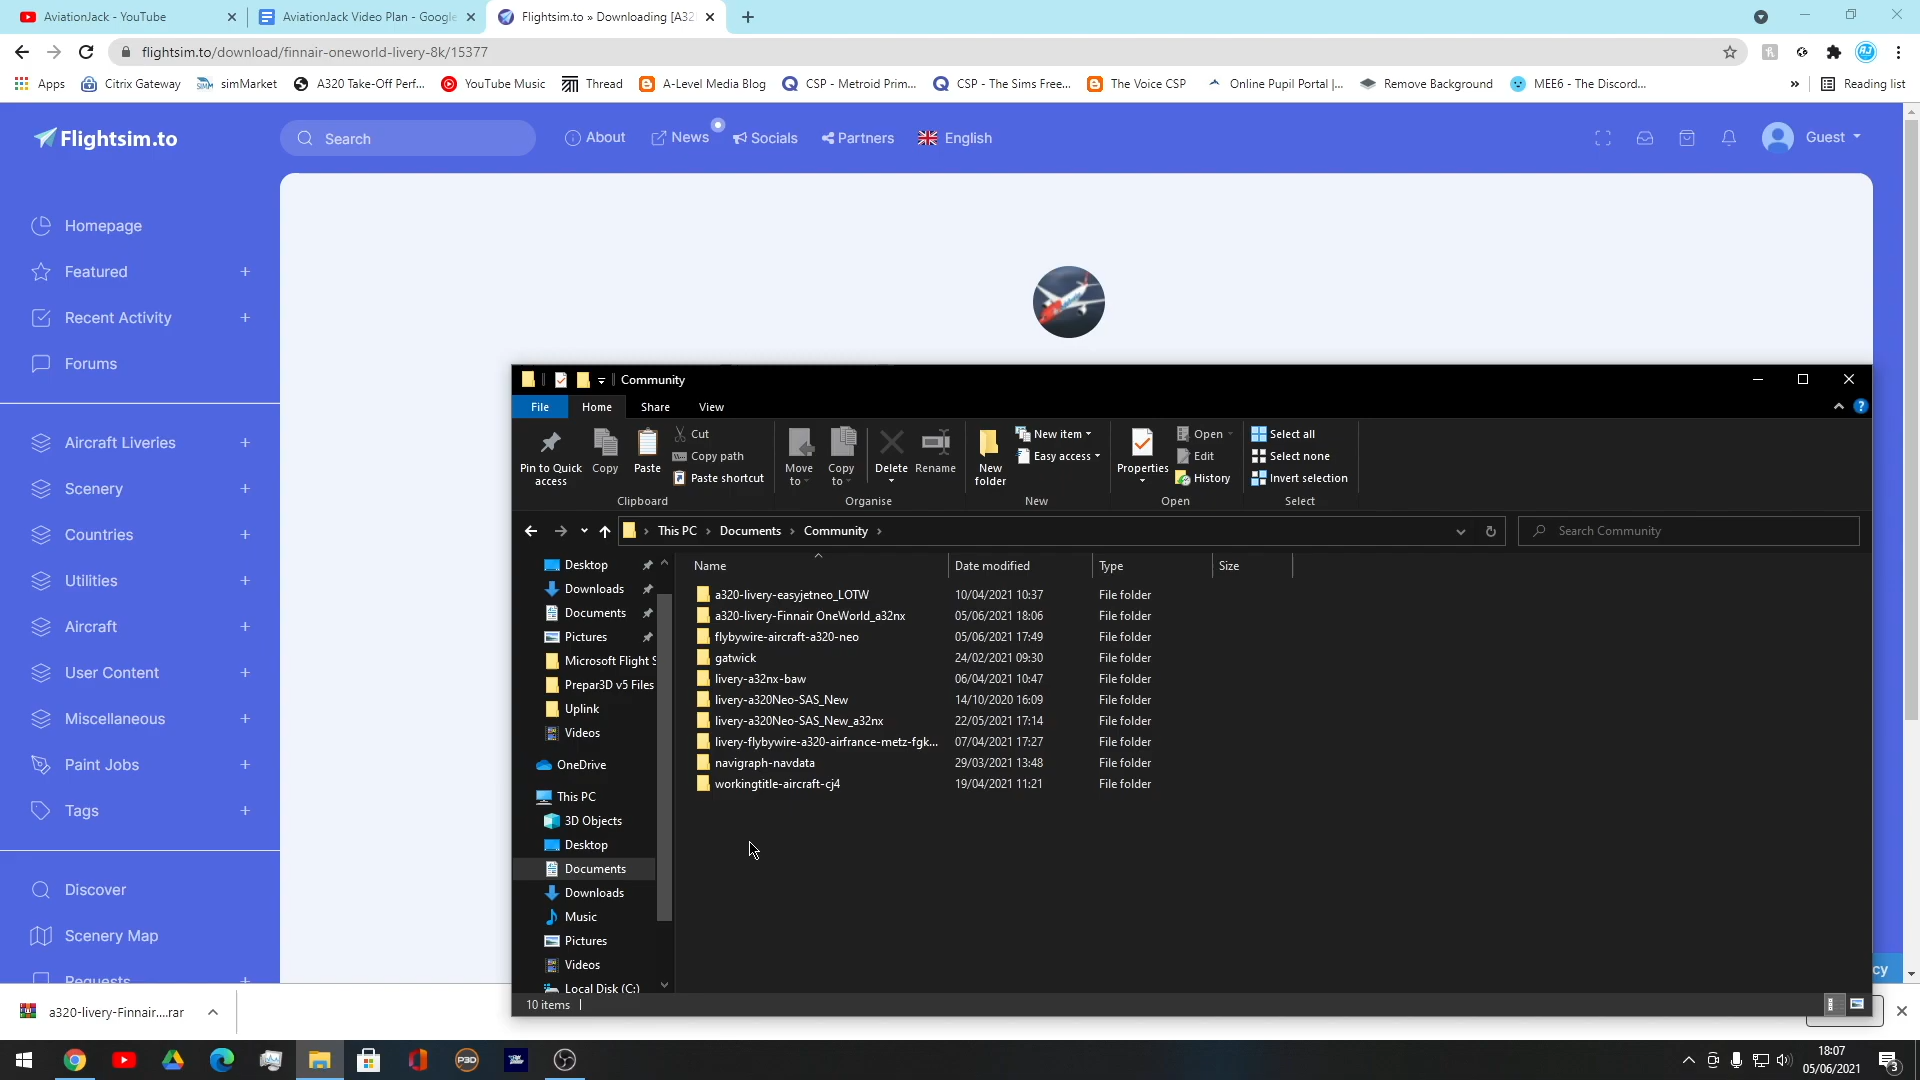 AviationJack - YouTube
AviationJack Video Plan - Google
Flightsim.to » Downloading [A32
flightsim.to/download/finnair-oneworld-livery-8k/15377
Apps
Citrix Gateway
simMarket
A320 Take-Off Perf...
YouTube Music
Thread
A-Level Media Blog
CSP - Metroid Prim...
CSP - The Sims Free...
The Voice CSP
Online Pupil Portal |...
Remove Background
MEE6 - The Discord...
»
Reading list
Flightsim.to
Search
About
News
Socials
Partners
English
Guest
Homepage
Featured +
Recent Activity +
Forums
Aircraft Liveries +
Scenery +
Countries +
Utilities +
Aircraft +
User Content +
Miscellaneous +
Paint Jobs +
Tags +
Discover
Scenery Map
Requests +
Community
File
Home
Share
View
Pin to Quick access
Copy
Paste
Cut
Copy path
Paste shortcut
Clipboard
Move to
Copy to
Delete
Rename
Organise
New folder
New item
Easy access
New
Properties
Open
Edit
History
Open
Select all
Select none
Invert selection
Select
This PC > Documents > Community >
Search Community
Desktop
Downloads
Documents
Pictures
Microsoft Flight S
Prepar3D v5 Files
Uplink
Videos
OneDrive
This PC
3D Objects
Desktop
Documents
Downloads
Music
Pictures
Videos
Local Disk (C:)
Name Date modified Type Size
a320-livery-easyjetneo_LOTW 10/04/2021 10:37 File folder
a320-livery-Finnair OneWorld_a32nx 05/06/2021 18:06 File folder
flybywire-aircraft-a320-neo 05/06/2021 17:49 File folder
gatwick 24/02/2021 09:30 File folder
livery-a32nx-baw 06/04/2021 10:47 File folder
livery-a320Neo-SAS_New 14/10/2020 16:09 File folder
livery-a320Neo-SAS_New_a32nx 22/05/2021 17:14 File folder
livery-flybywire-a320-airfrance-metz-fgk... 07/04/2021 17:27 File folder
navigraph-navdata 29/03/2021 13:48 File folder
workingtitle-aircraft-cj4 19/04/2021 11:21 File folder
10 items
cy
a320-livery-Finnair....rar
P3D
18:07
05/06/2021
3